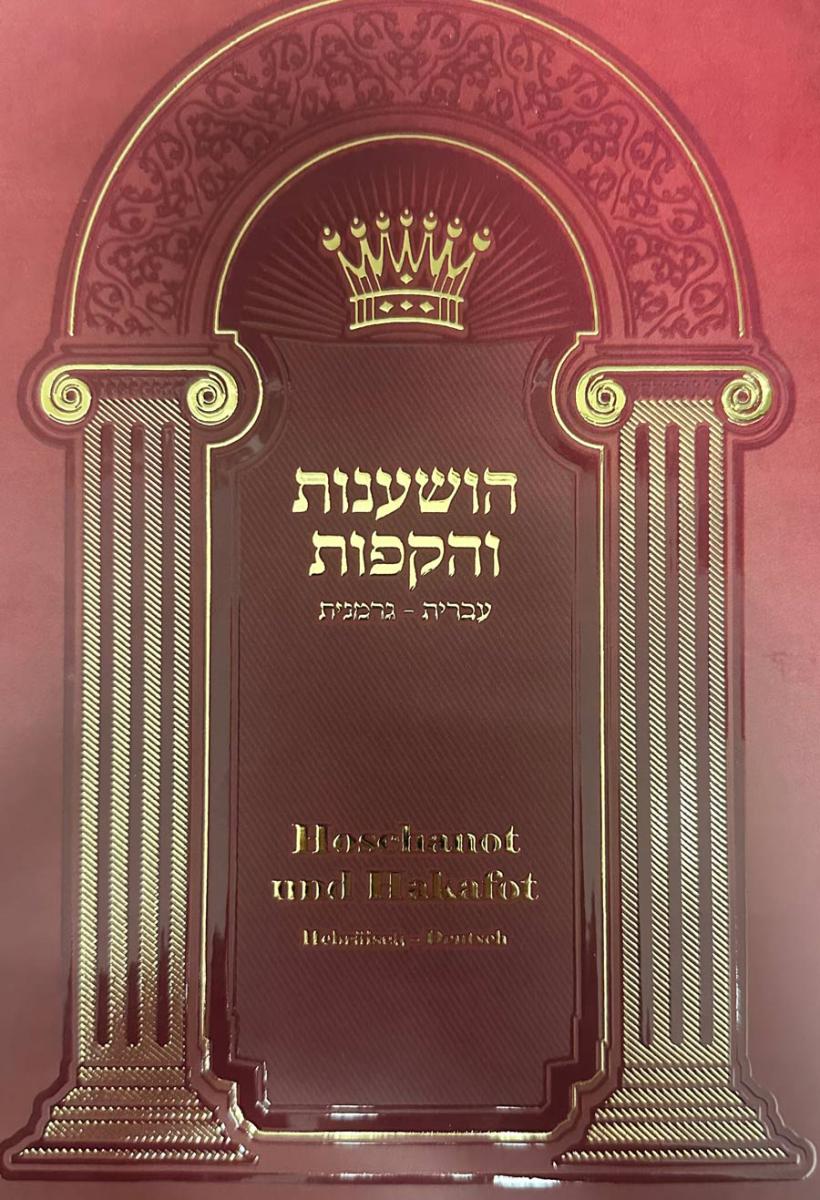 הושענות
והקפות
עברית - גרמנית
Hoschanot
und Hakafot
Hebräisch - Deutsch